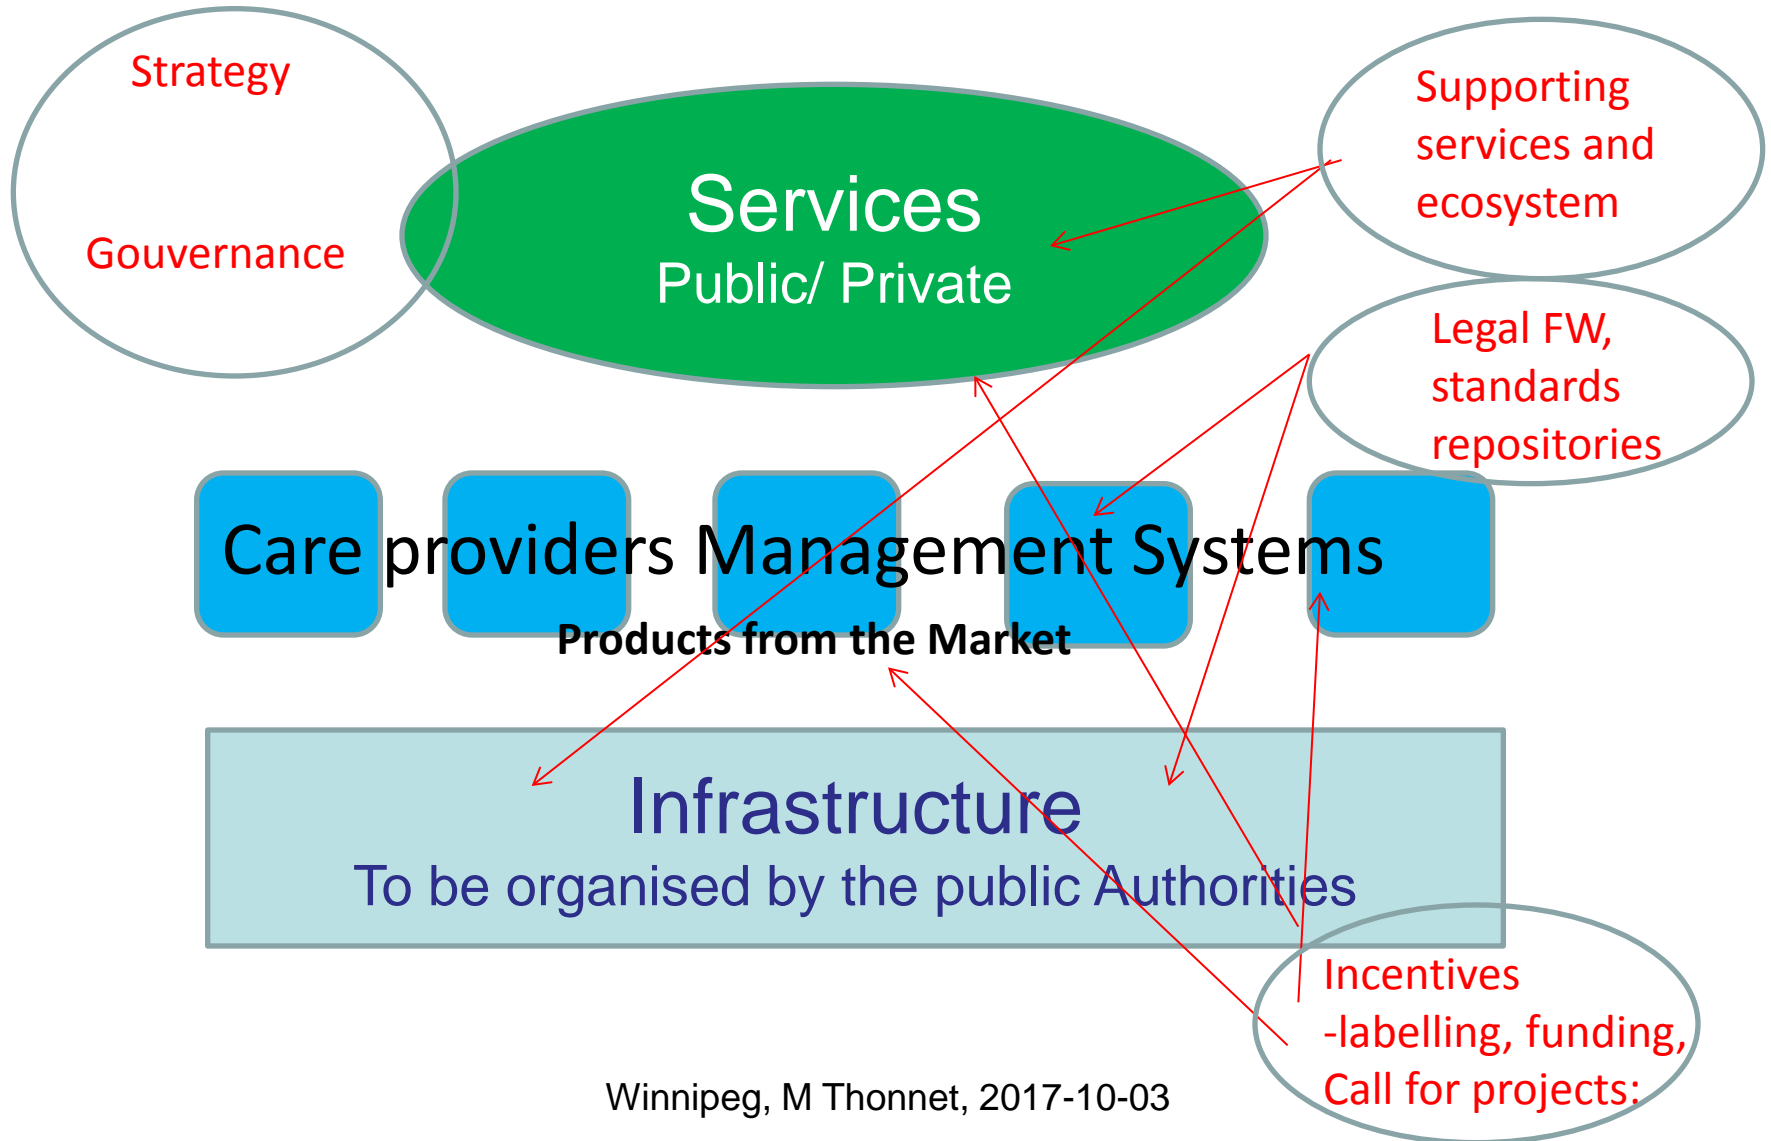 Strategy
Gouvernance
Services
Public/ Private
Supporting
services and
ecosystem
Legal FW,
standards
repositories
Care providers Management Systems
Products from the Market
Infrastructure
To be organised by the public Authorities
Incentives
-labelling, funding,
Call for projects:
Winnipeg, M Thonnet, 2017-10-03